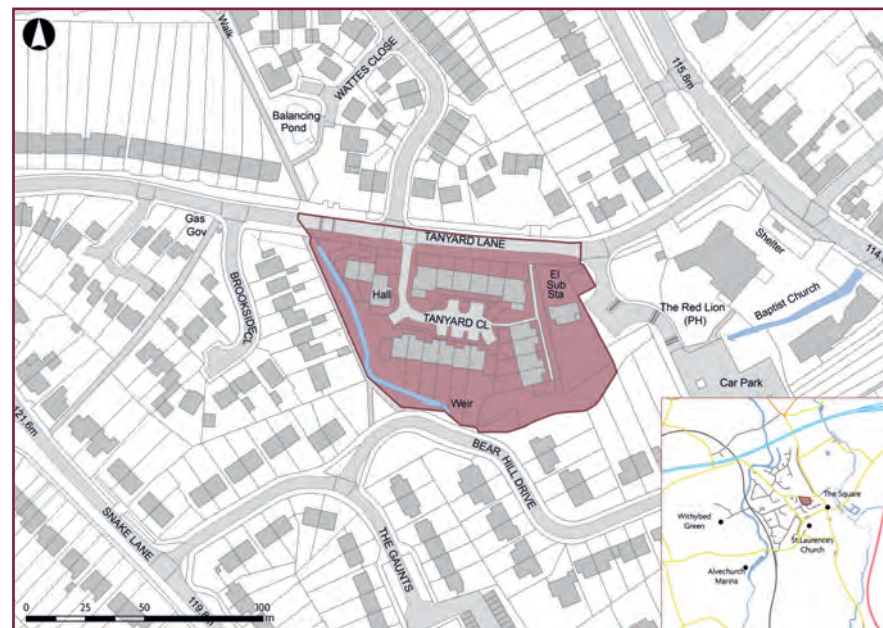 Walk
WATTES CLOSE
Balancing
Pond
115.8m
Gas
Gov
BROOKSIDE CL
TANYARD LANE
El
Sub
Sta
Hall
TANYARD CL
Shelter
Baptist Church
The Red Lion
(PH)
Car Park
Weir
BEAR HILL DRIVE
121.6m
SNAKE LANE
THE GAUNTS
0 25 50 100
m
The Square
Withybed
Green
St Laurence's
Church
Alvechurch
Marina